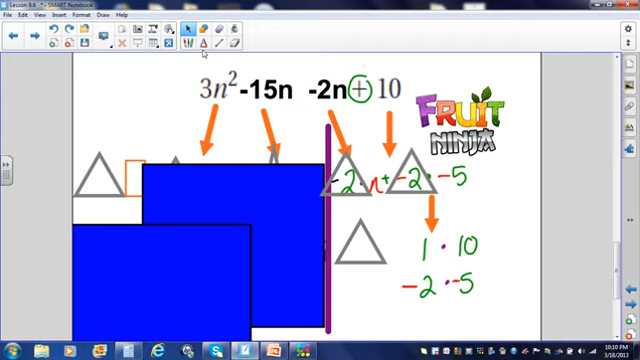 Lesson 9.6 - SMART Notebook
File Edit View Insert Format Draw Help
3n² -15n -2n + 10
FRUIT
NINJA
-2 · n + -2 · -5
1 · 10
-2 · -5
10:10 PM
3/18/2013